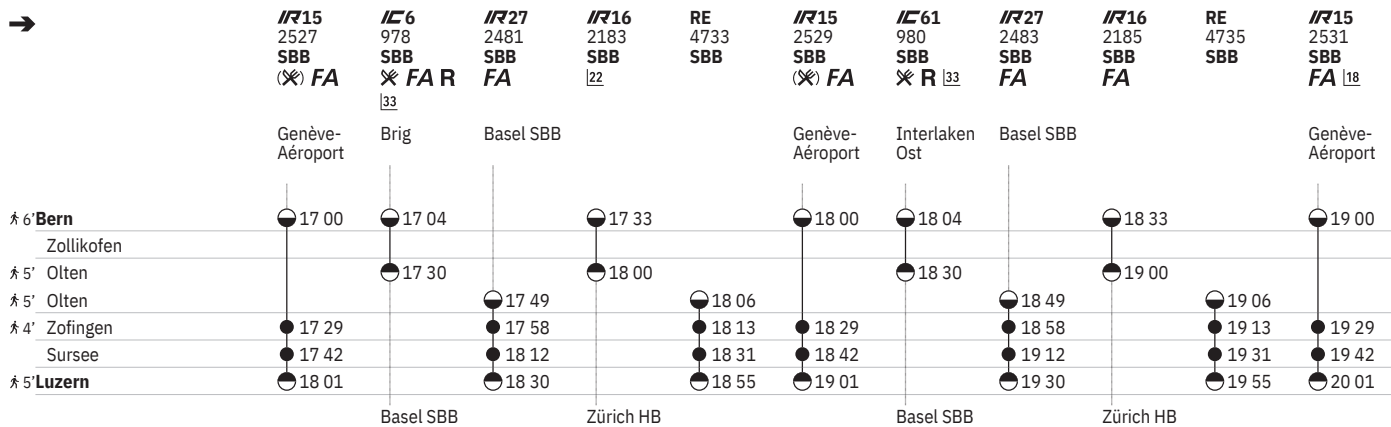 IR15 IC6 IR27 IR16 RE IR15 IC61 IR27 IR16 RE IR15
2527 978 2481 2183 4733 2529 980 2483 2185 4735 2531
SBB SBB SBB SBB SBB SBB SBB SBB SBB SBB SBB
FA FA R FA 22 FA R 33 FA FA FA 18
33
Genève- Brig Basel SBB Genève- Interlaken Basel SBB Genève-
Aéroport Aéroport Ost Aéroport
6' Bern 17 00 17 04 17 33 18 00 18 04 18 33 19 00
Zollikofen
5' Olten 17 30 18 00 18 30 19 00
5' Olten 17 49 18 06 18 49 19 06
4' Zofingen 17 29 17 58 18 13 18 29 18 58 19 13 19 29
Sursee 17 42 18 12 18 31 18 42 19 12 19 31 19 42
5' Luzern 18 01 18 30 18 55 19 01 19 30 19 55 20 01
Basel SBB Zürich HB Basel SBB Zürich HB